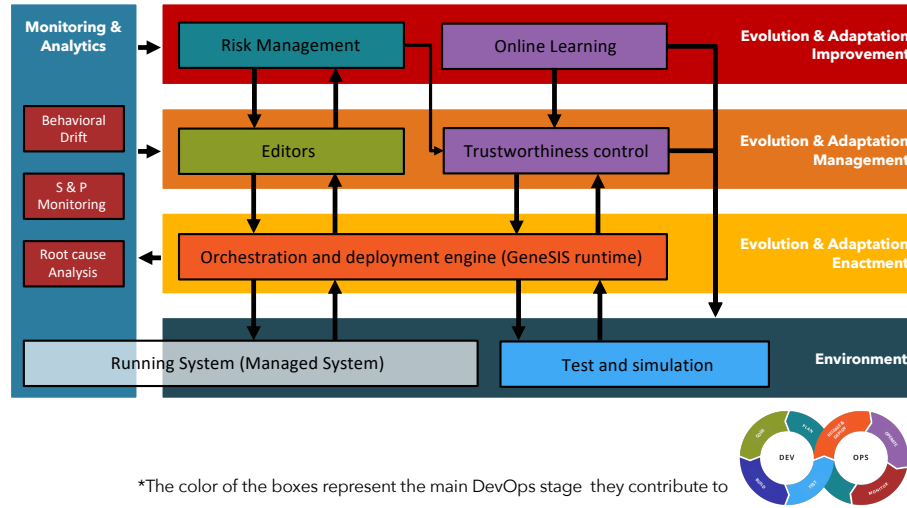 Monitoring &
Analytics
Behavioral
Drift
S & P
Monitoring
Root cause
Analysis
Risk Management
Online Learning
Evolution & Adaptation
Improvement
Editors
Trustworthiness control
Evolution & Adaptation
Management
Orchestration and deployment engine (GeneSIS runtime)
Evolution & Adaptation
Enactment
Running System (Managed System)
Test and simulation
Environment
PLAN
OPERATE
DEV
OPS
BUILD
TEST
MONITOR
*The color of the boxes represent the main DevOps stage they contribute to